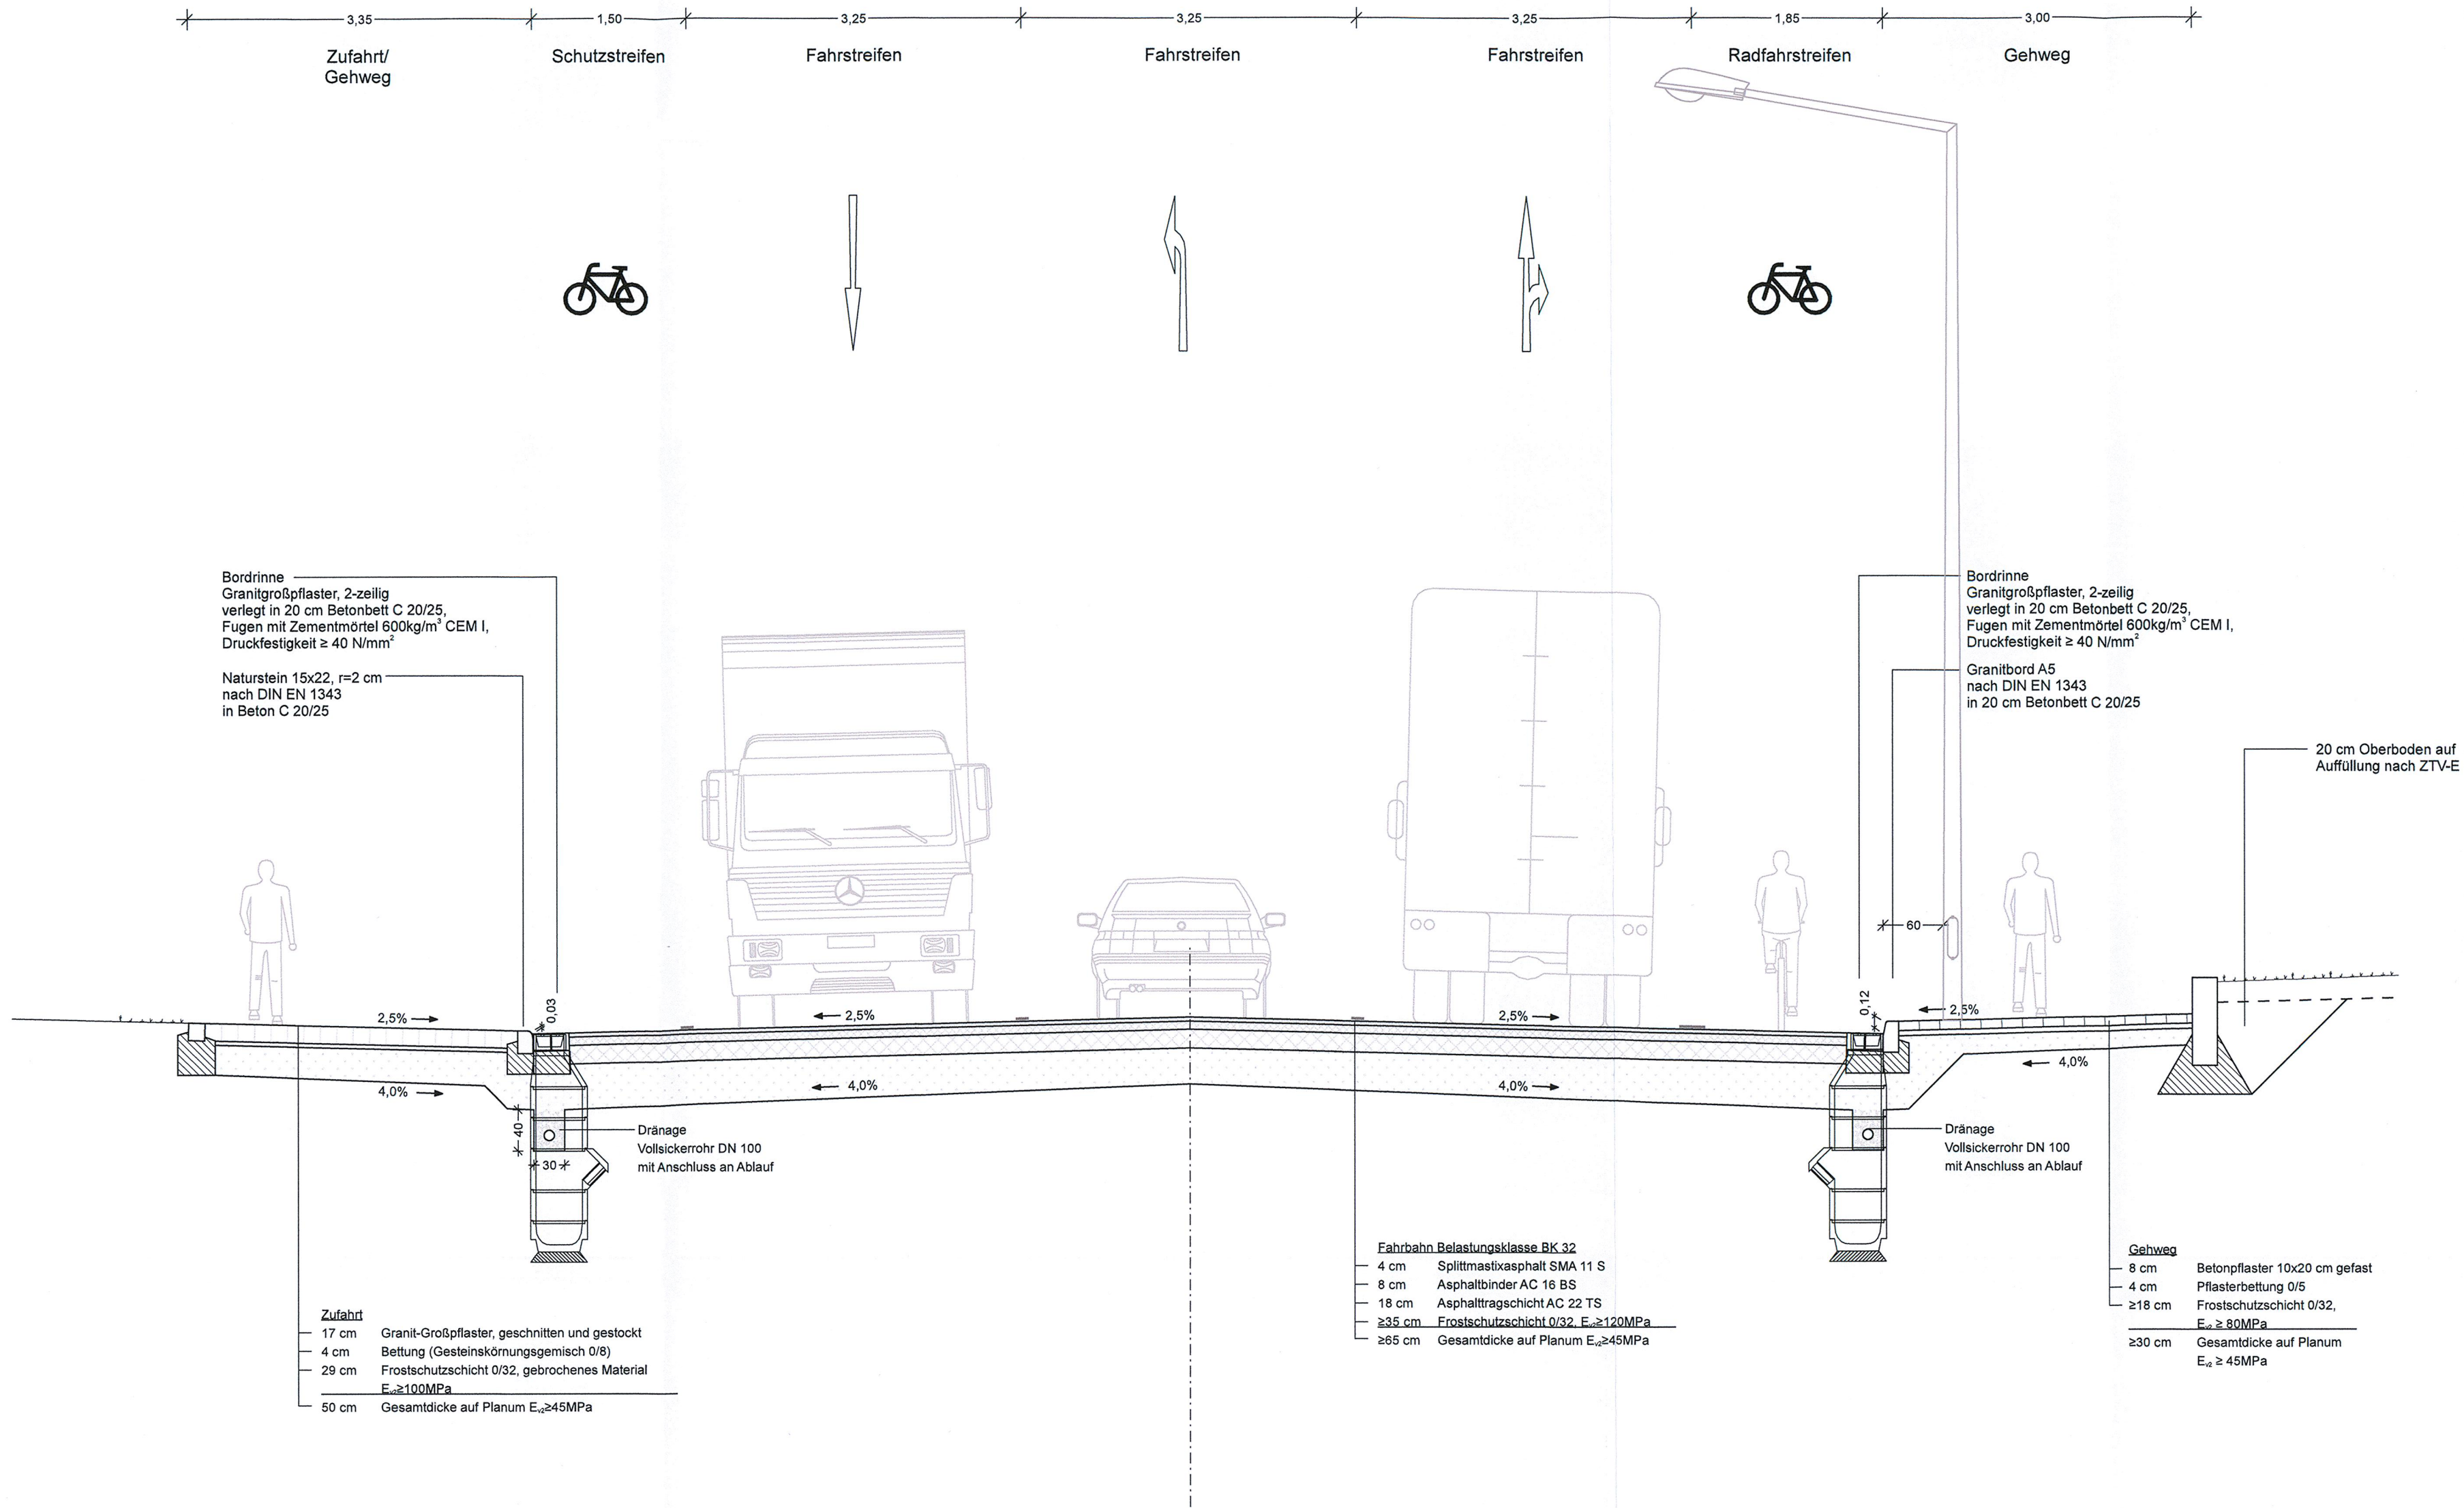 3,35 1,50 3,25 3,25 3,25 1,85 3,00
Zufahrt/
Gehweg
Schutzstreifen
Fahrstreifen
Fahrstreifen
Fahrstreifen
Radfahrstreifen
Gehweg
Bordrinne
Granitgroßpflaster, 2-zeilig
verlegt in 20 cm Betonbett C 20/25,
Fugen mit Zementmörtel 600kg/m³ CEM I,
Druckfestigkeit ≥ 40 N/mm²
Naturstein 15x22, r=2 cm
nach DIN EN 1343
in Beton C 20/25
Bordrinne
Granitgroßpflaster, 2-zeilig
verlegt in 20 cm Betonbett C 20/25,
Fugen mit Zementmörtel 600kg/m³ CEM I,
Druckfestigkeit ≥ 40 N/mm²
Granitbord A5
nach DIN EN 1343
in 20 cm Betonbett C 20/25
20 cm Oberboden auf
Auffüllung nach ZTV-E
60
0,03
0,12
2,5%
2,5%
2,5%
2,5%
4,0%
4,0%
4,0%
4,0%
40
30
Dränage
Vollsickerrohr DN 100
mit Anschluss an Ablauf
Dränage
Vollsickerrohr DN 100
mit Anschluss an Ablauf
Zufahrt
17 cm Granit-Großpflaster, geschnitten und gestockt
4 cm Bettung (Gesteinskörnungsgemisch 0/8)
29 cm Frostschutzschicht 0/32, gebrochenes Material
Ev2≥100MPa
50 cm Gesamtdicke auf Planum Ev2≥45MPa
Fahrbahn Belastungsklasse BK 32
4 cm Splittmastixasphalt SMA 11 S
8 cm Asphaltbinder AC 16 BS
18 cm Asphalttragschicht AC 22 TS
≥35 cm Frostschutzschicht 0/32, Ev2≥120MPa
≥65 cm Gesamtdicke auf Planum Ev2≥45MPa
Gehweg
8 cm Betonpflaster 10x20 cm gefast
4 cm Pflasterbettung 0/5
≥18 cm Frostschutzschicht 0/32,
Ev2 ≥ 80MPa
≥30 cm Gesamtdicke auf Planum
Ev2 ≥ 45MPa